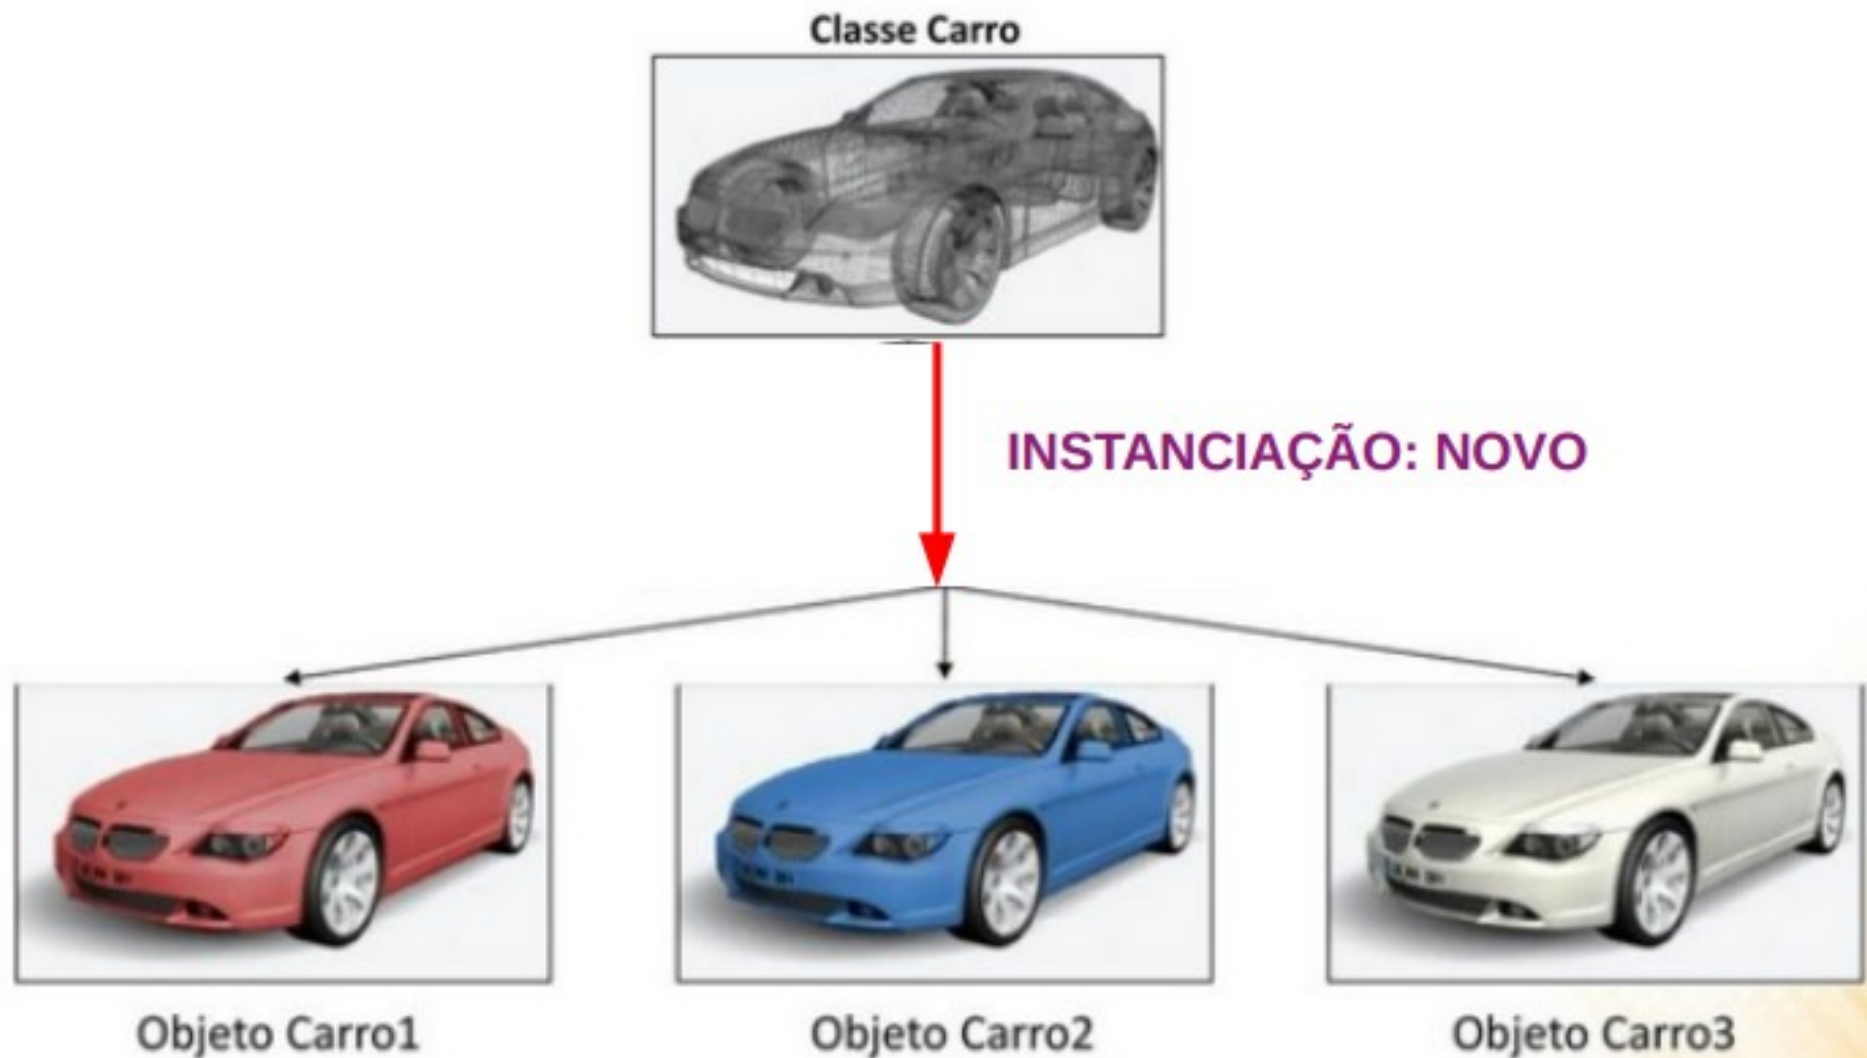 Classe Carro
INSTANCIAÇÃO: NOVO
Objeto Carro1
Objeto Carro2
Objeto Carro3